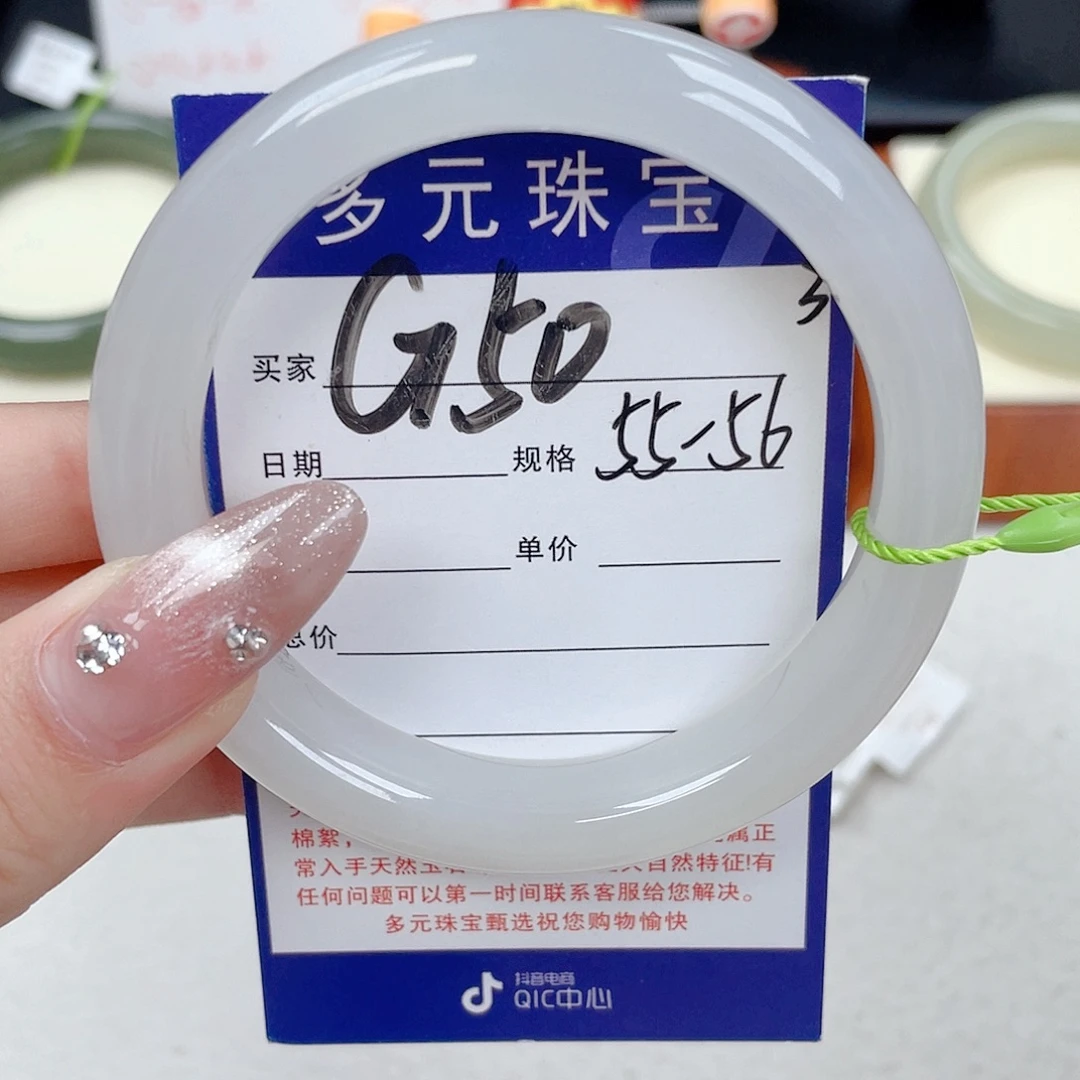 多元珠宝
3
买家 G50
日期 规格 55-56
单价
总价
棉絮,
常入手天然玉 自然特征!有
任何问题可以第一时间联系客服给您解决。
多元珠宝甄选祝您购物愉快
抖音电商
QIC中心